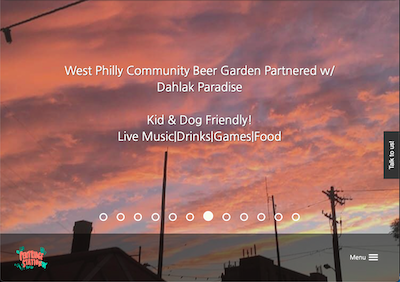 West Philly Community Beer Garden Partnered w/
Dahlak Paradise
Kid & Dog Friendly!
Live Music|Drinks|Games|Food
Talk to us!
Menu